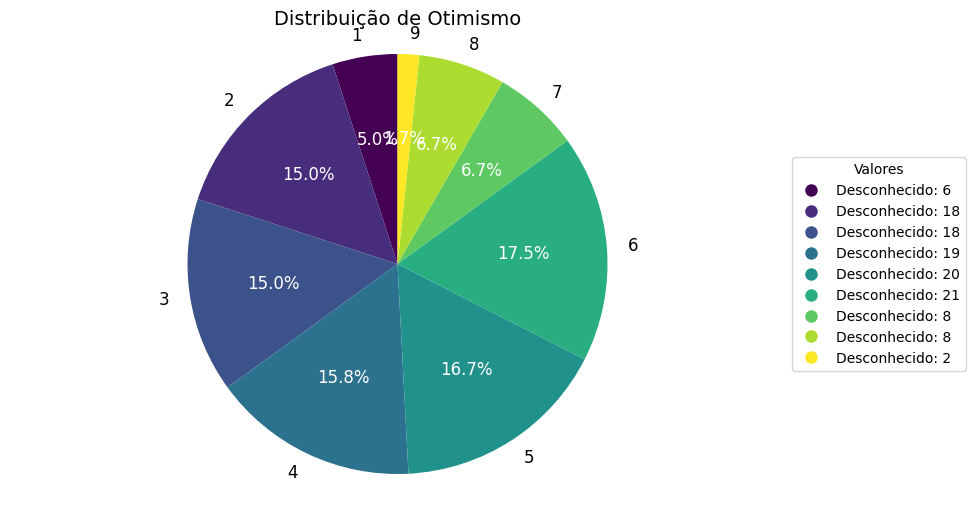 Distribuição de Otimismo
1
9
8
2
7
5.0%
1.7%
6.7%
15.0%
6.7%
6
17.5%
15.0%
3
15.8%
16.7%
4
5
Valores
Desconhecido: 6
Desconhecido: 18
Desconhecido: 18
Desconhecido: 19
Desconhecido: 20
Desconhecido: 21
Desconhecido: 8
Desconhecido: 8
Desconhecido: 2